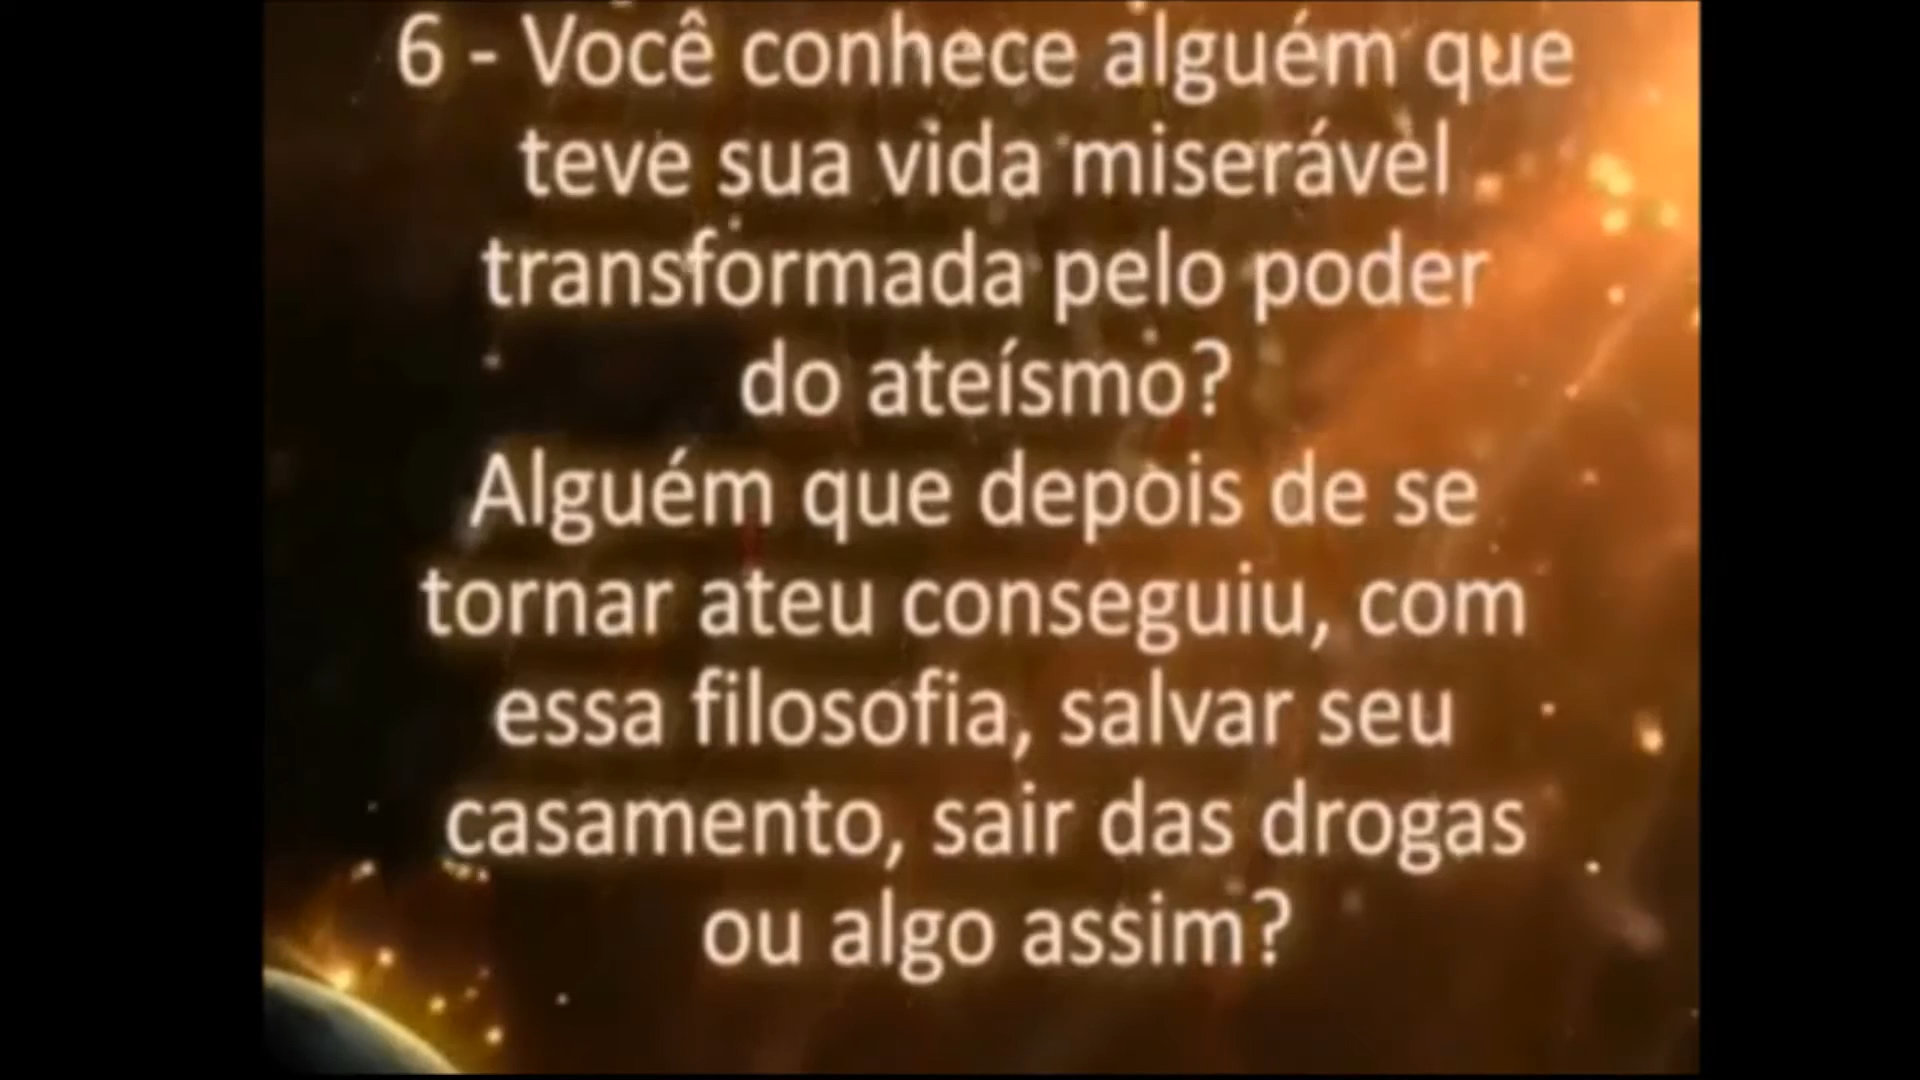 6 - Você conhece alguém que
teve sua vida miserável
transformada pelo poder
do ateísmo?
Alguém que depois de se
tornar ateu conseguiu, com
essa filosofia, salvar seu
casamento, sair das drogas
ou algo assim?